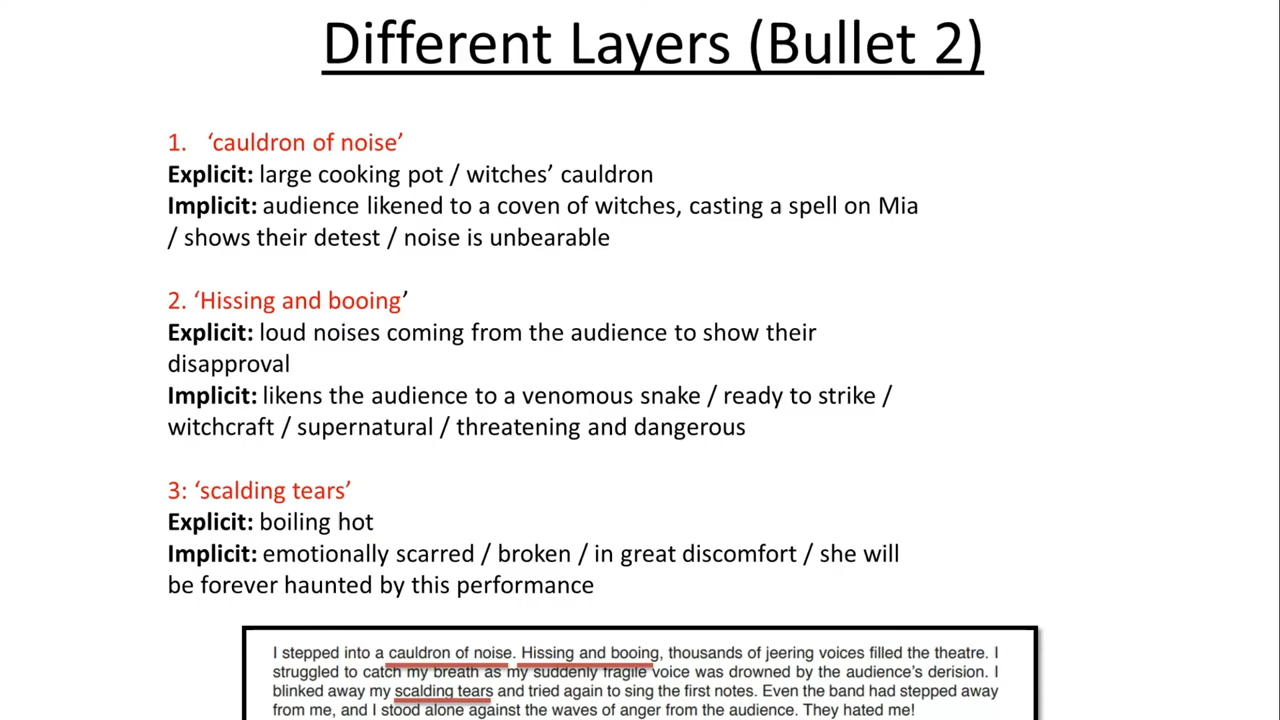 Different Layers (Bullet 2)
1. ‘cauldron of noise’
Explicit: large cooking pot / witches’ cauldron
Implicit: audience likened to a coven of witches, casting a spell on Mia
/ shows their detest / noise is unbearable
2. ‘Hissing and booing’
Explicit: loud noises coming from the audience to show their
disapproval
Implicit: likens the audience to a venomous snake / ready to strike /
witchcraft / supernatural / threatening and dangerous
3: ‘scalding tears’
Explicit: boiling hot
Implicit: emotionally scarred / broken / in great discomfort / she will
be forever haunted by this performance
I stepped into a cauldron of noise. Hissing and booing, thousands of jeering voices filled the theatre. I
struggled to catch my breath as my suddenly fragile voice was drowned by the audience’s derision. I
blinked away my scalding tears and tried again to sing the first notes. Even the band had stepped away
from me, and I stood alone against the waves of anger from the audience. They hated me!